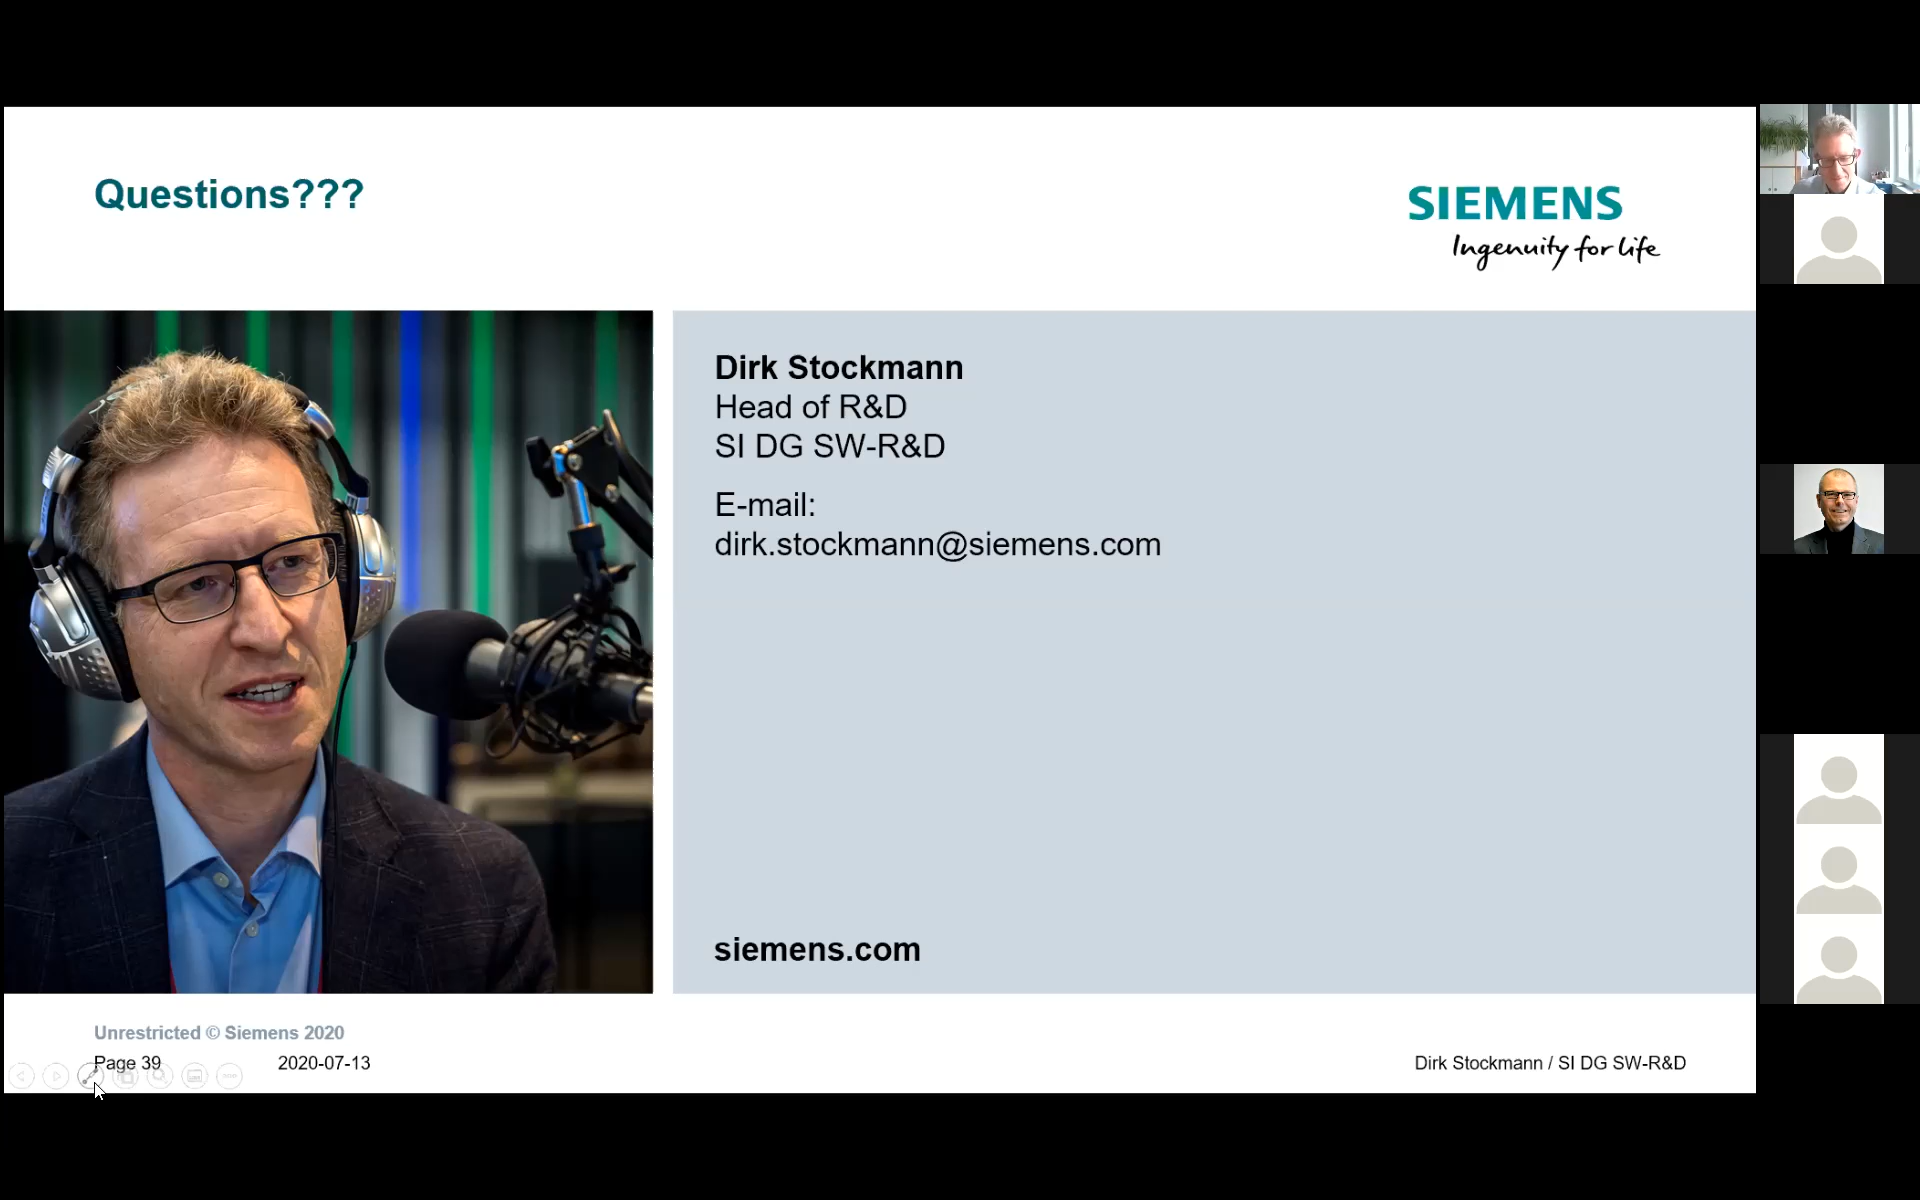 Questions???
SIEMENS
Ingenuity for life
Dirk Stockmann
Head of R&D
SI DG SW-R&D
E-mail:
dirk.stockmann@siemens.com
siemens.com
Unrestricted © Siemens 2020
Page 39
2020-07-13
Dirk Stockmann / SI DG SW-R&D